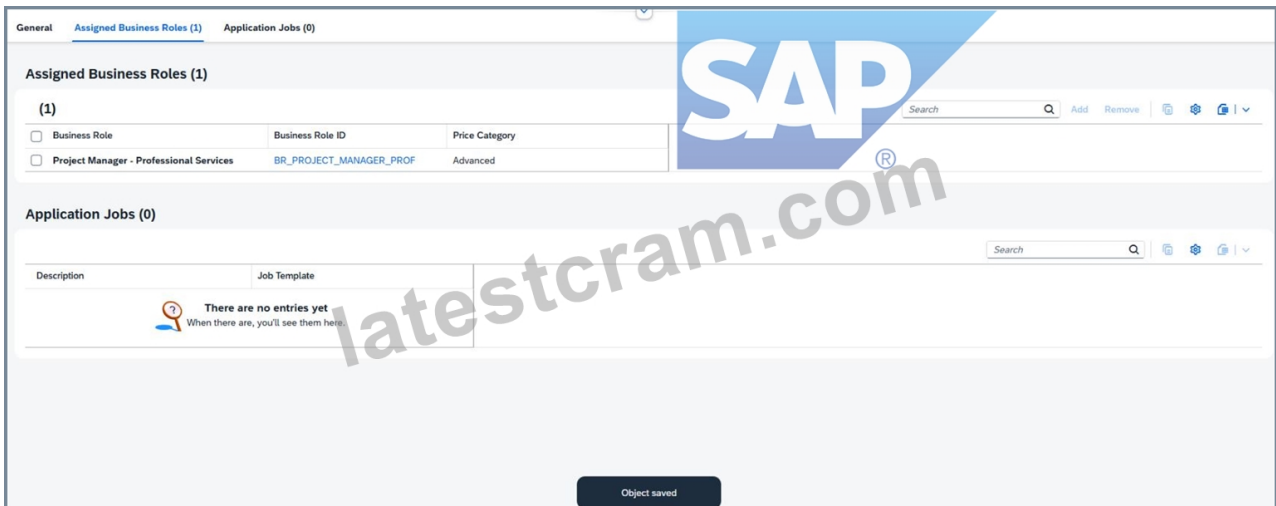 General Assigned Business Roles (1) Application Jobs (0)
SAP
®
Assigned Business Roles (1)
(1) Search Add Remove
Business Role Business Role ID Price Category
Project Manager - Professional Services BR_PROJECT_MANAGER_PROF Advanced
latestcram.com
Application Jobs (0)
Search
Description Job Template
There are no entries yet
When there are, you'll see them here.
Object saved